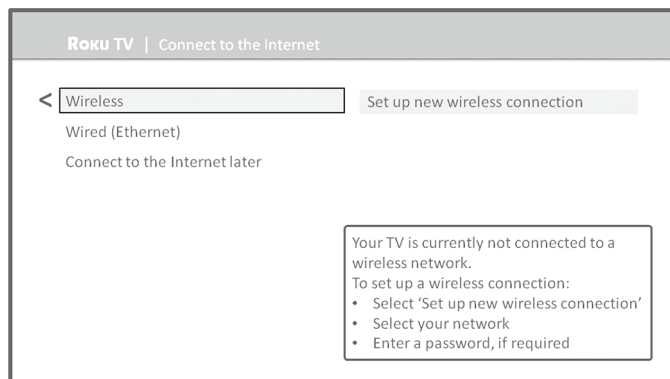 ROKU TV | Connect to the Internet
< Wireless
Set up new wireless connection
Wired (Ethernet)
Connect to the Internet later
Your TV is currently not connected to a
wireless network.
To set up a wireless connection:
• Select ‘Set up new wireless connection’
• Select your network
• Enter a password, if required